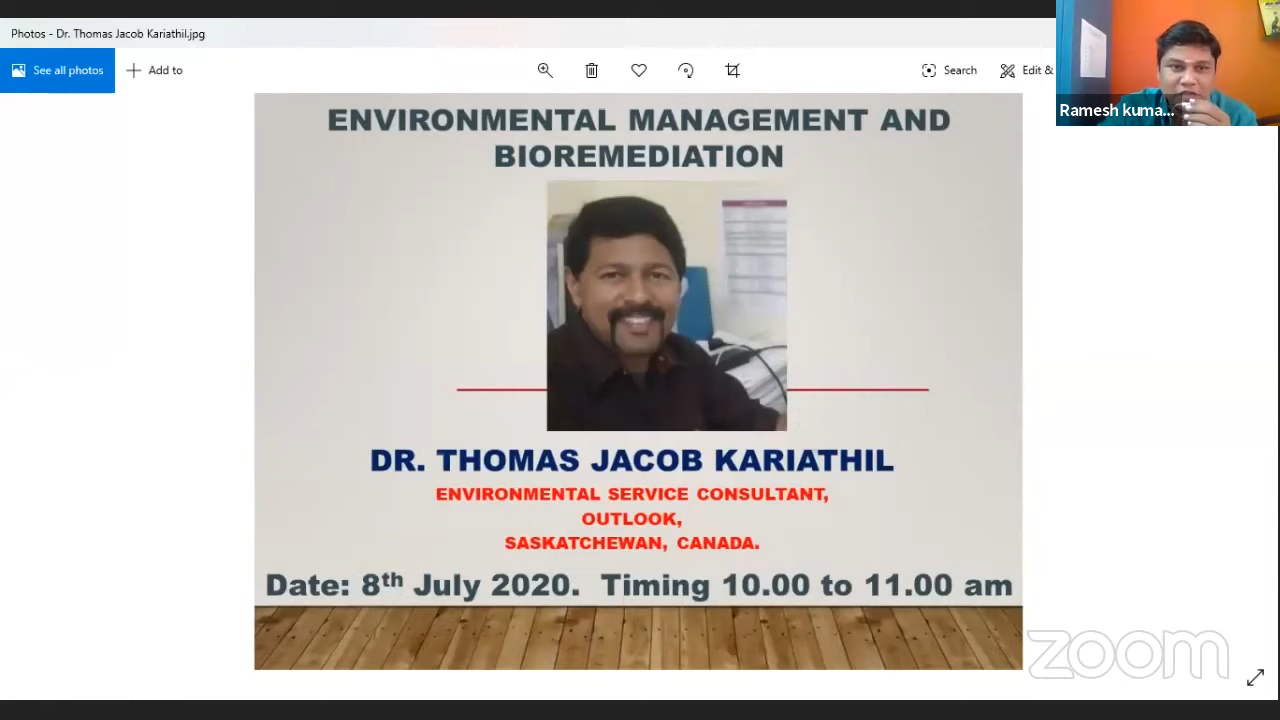 Photos - Dr. Thomas Jacob Kariathil.jpg
See all photos
Add to
Search
Edit &
Ramesh kuma...
ENVIRONMENTAL MANAGEMENT AND
BIOREMEDIATION
DR. THOMAS JACOB KARIATHIL
ENVIRONMENTAL SERVICE CONSULTANT,
OUTLOOK,
SASKATCHEWAN, CANADA.
Date: 8th July 2020. Timing 10.00 to 11.00 am
zoom